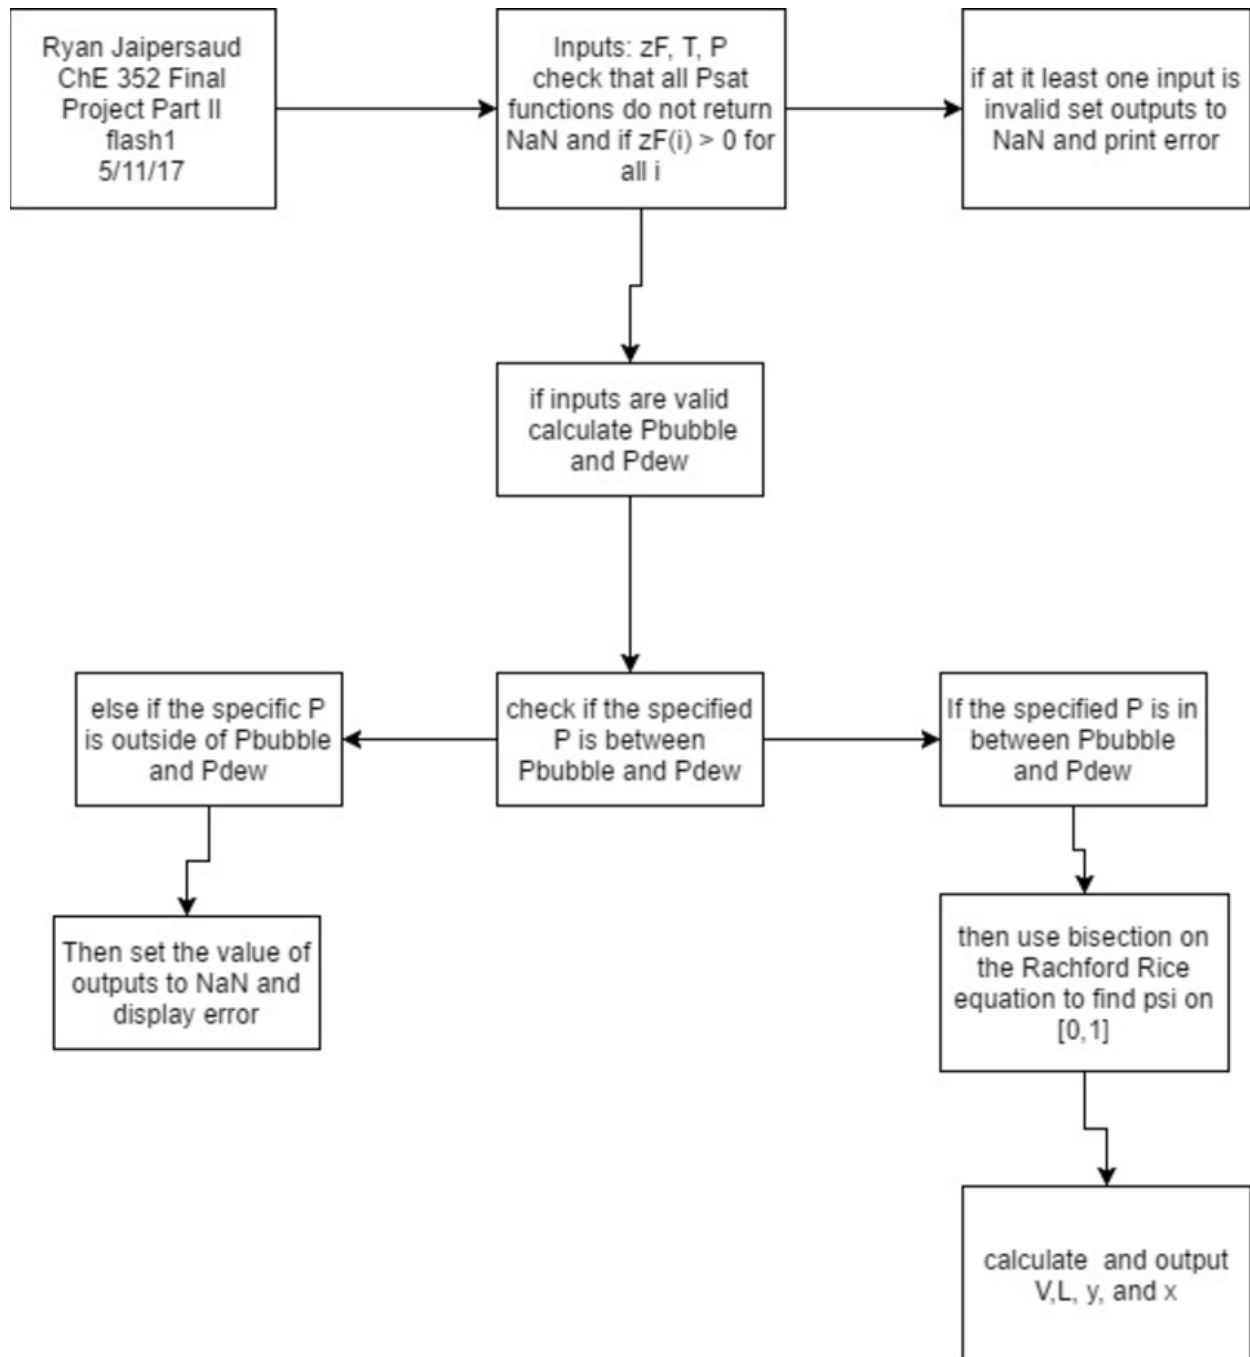 Ryan Jaipersaud
ChE 352 Final
Project Part II
flash1
5/11/17
Inputs: zF, T, P
check that all Psat
functions do not return
NaN and if zF(i) > 0 for
all i
if at it least one input is
invalid set outputs to
NaN and print error
if inputs are valid
calculate Pbubble
and Pdew
else if the specific P
is outside of Pbubble
and Pdew
check if the specified
P is between
Pbubble and Pdew
If the specified P is in
between Pbubble
and Pdew
Then set the value of
outputs to NaN and
display error
then use bisection on
the Rachford Rice
equation to find psi on
[0,1]
calculate and output
V,L, y, and x